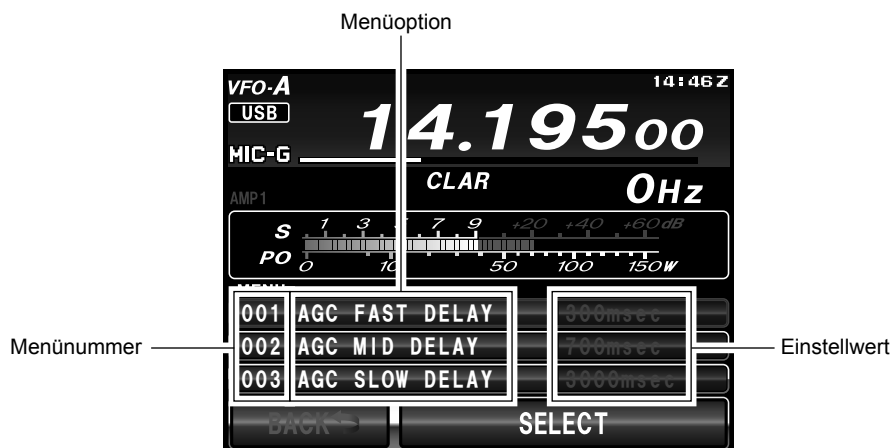 Menüoption
VFO-A 14:46Z
USB 14.19500
MIC-G
CLAR 0Hz
AMP1
S 1 3 5 7 9 +20 +40 +60dB
PO 0 10 50 100 150W
MENU
001 AGC FAST DELAY 300msec
Menünummer 002 AGC MID DELAY 700msec Einstellwert
003 AGC SLOW DELAY 3000msec
BACK SELECT